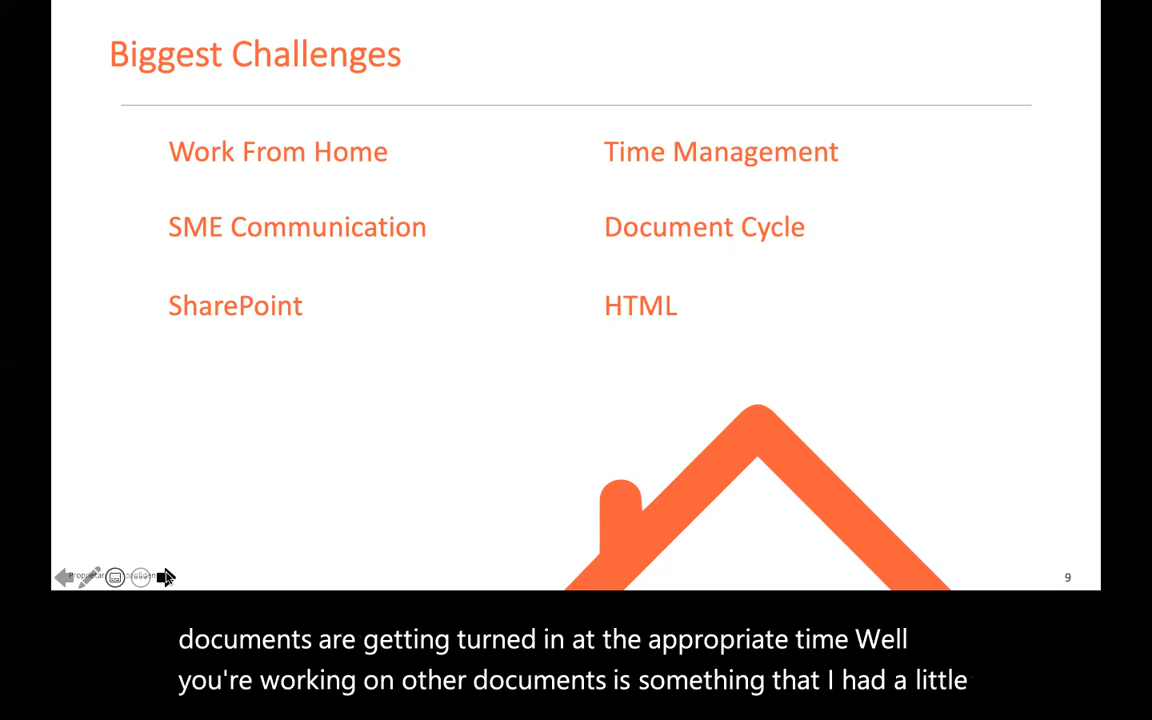 Biggest Challenges
Work From Home
Time Management
SME Communication
Document Cycle
SharePoint
HTML
9
documents are getting turned in at the appropriate time Well
you're working on other documents is something that I had a little